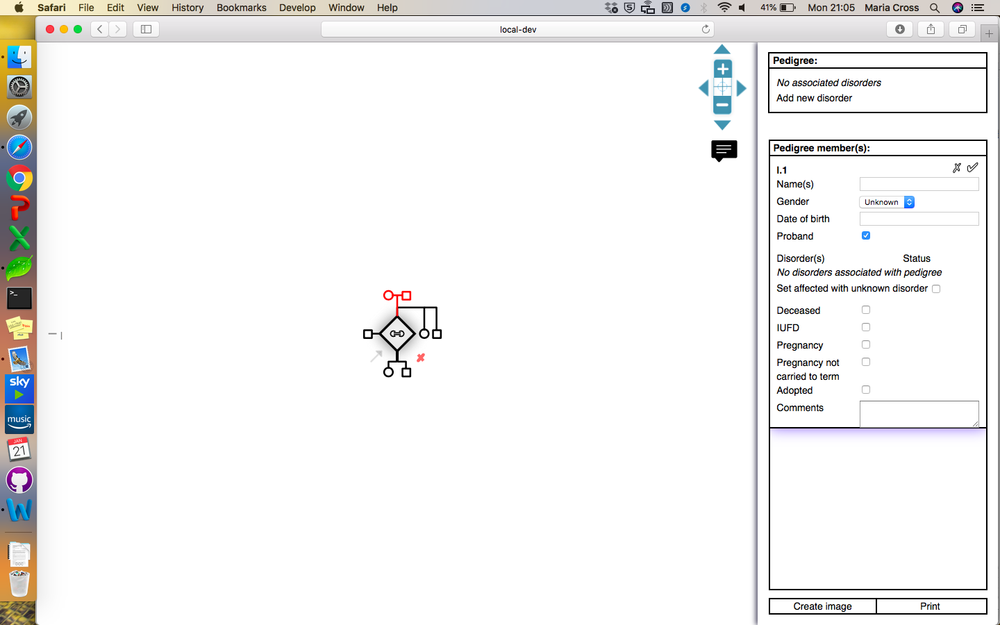 Safari File Edit View History Bookmarks Develop Window Help 41% Mon 21:05 Maria Cross
local-dev
Pedigree:
No associated disorders
Add new disorder
Pedigree member(s):
I.1
Name(s)
Gender Unknown
Date of birth
Proband
Disorder(s) Status
No disorders associated with pedigree
Set affected with unknown disorder
Deceased
IUFD
Pregnancy
Pregnancy not
carried to term
Adopted
Comments
Create image Print
I
sky
music
JAN
21